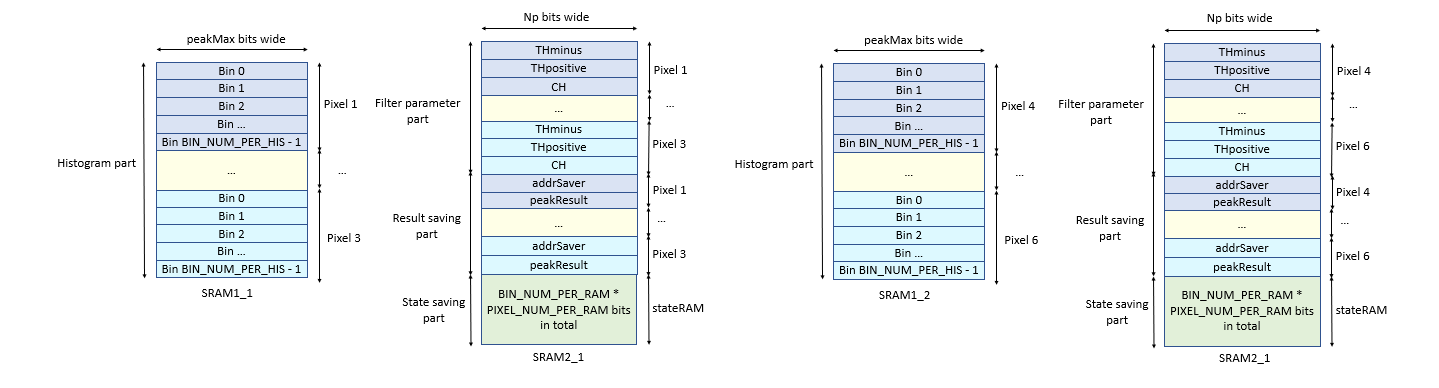 peakMax bits wide
Histogram part
Bin 0
Bin 1
Bin 2
Bin ...
Bin BIN_NUM_PER_HIS - 1
...
Bin 0
Bin 1
Bin 2
Bin ...
Bin BIN_NUM_PER_HIS - 1
Pixel 1
...
Pixel 3
SRAM1_1
Np bits wide
Filter parameter
part
Result saving
part
State saving
part
THminus
THpositive
CH
...
THminus
THpositive
CH
addrSaver
peakResult
...
addrSaver
peakResult
BIN_NUM_PER_RAM *
PIXEL_NUM_PER_RAM bits
in total
Pixel 1
...
Pixel 3
Pixel 1
...
Pixel 3
stateRAM
SRAM2_1
peakMax bits wide
Histogram part
Bin 0
Bin 1
Bin 2
Bin ...
Bin BIN_NUM_PER_HIS - 1
...
Bin 0
Bin 1
Bin 2
Bin ...
Bin BIN_NUM_PER_HIS - 1
Pixel 4
...
Pixel 6
SRAM1_2
Np bits wide
Filter parameter
part
Result saving
part
State saving
part
THminus
THpositive
CH
...
THminus
THpositive
CH
addrSaver
peakResult
...
addrSaver
peakResult
BIN_NUM_PER_RAM *
PIXEL_NUM_PER_RAM bits
in total
Pixel 4
...
Pixel 6
Pixel 4
...
Pixel 6
stateRAM
SRAM2_1